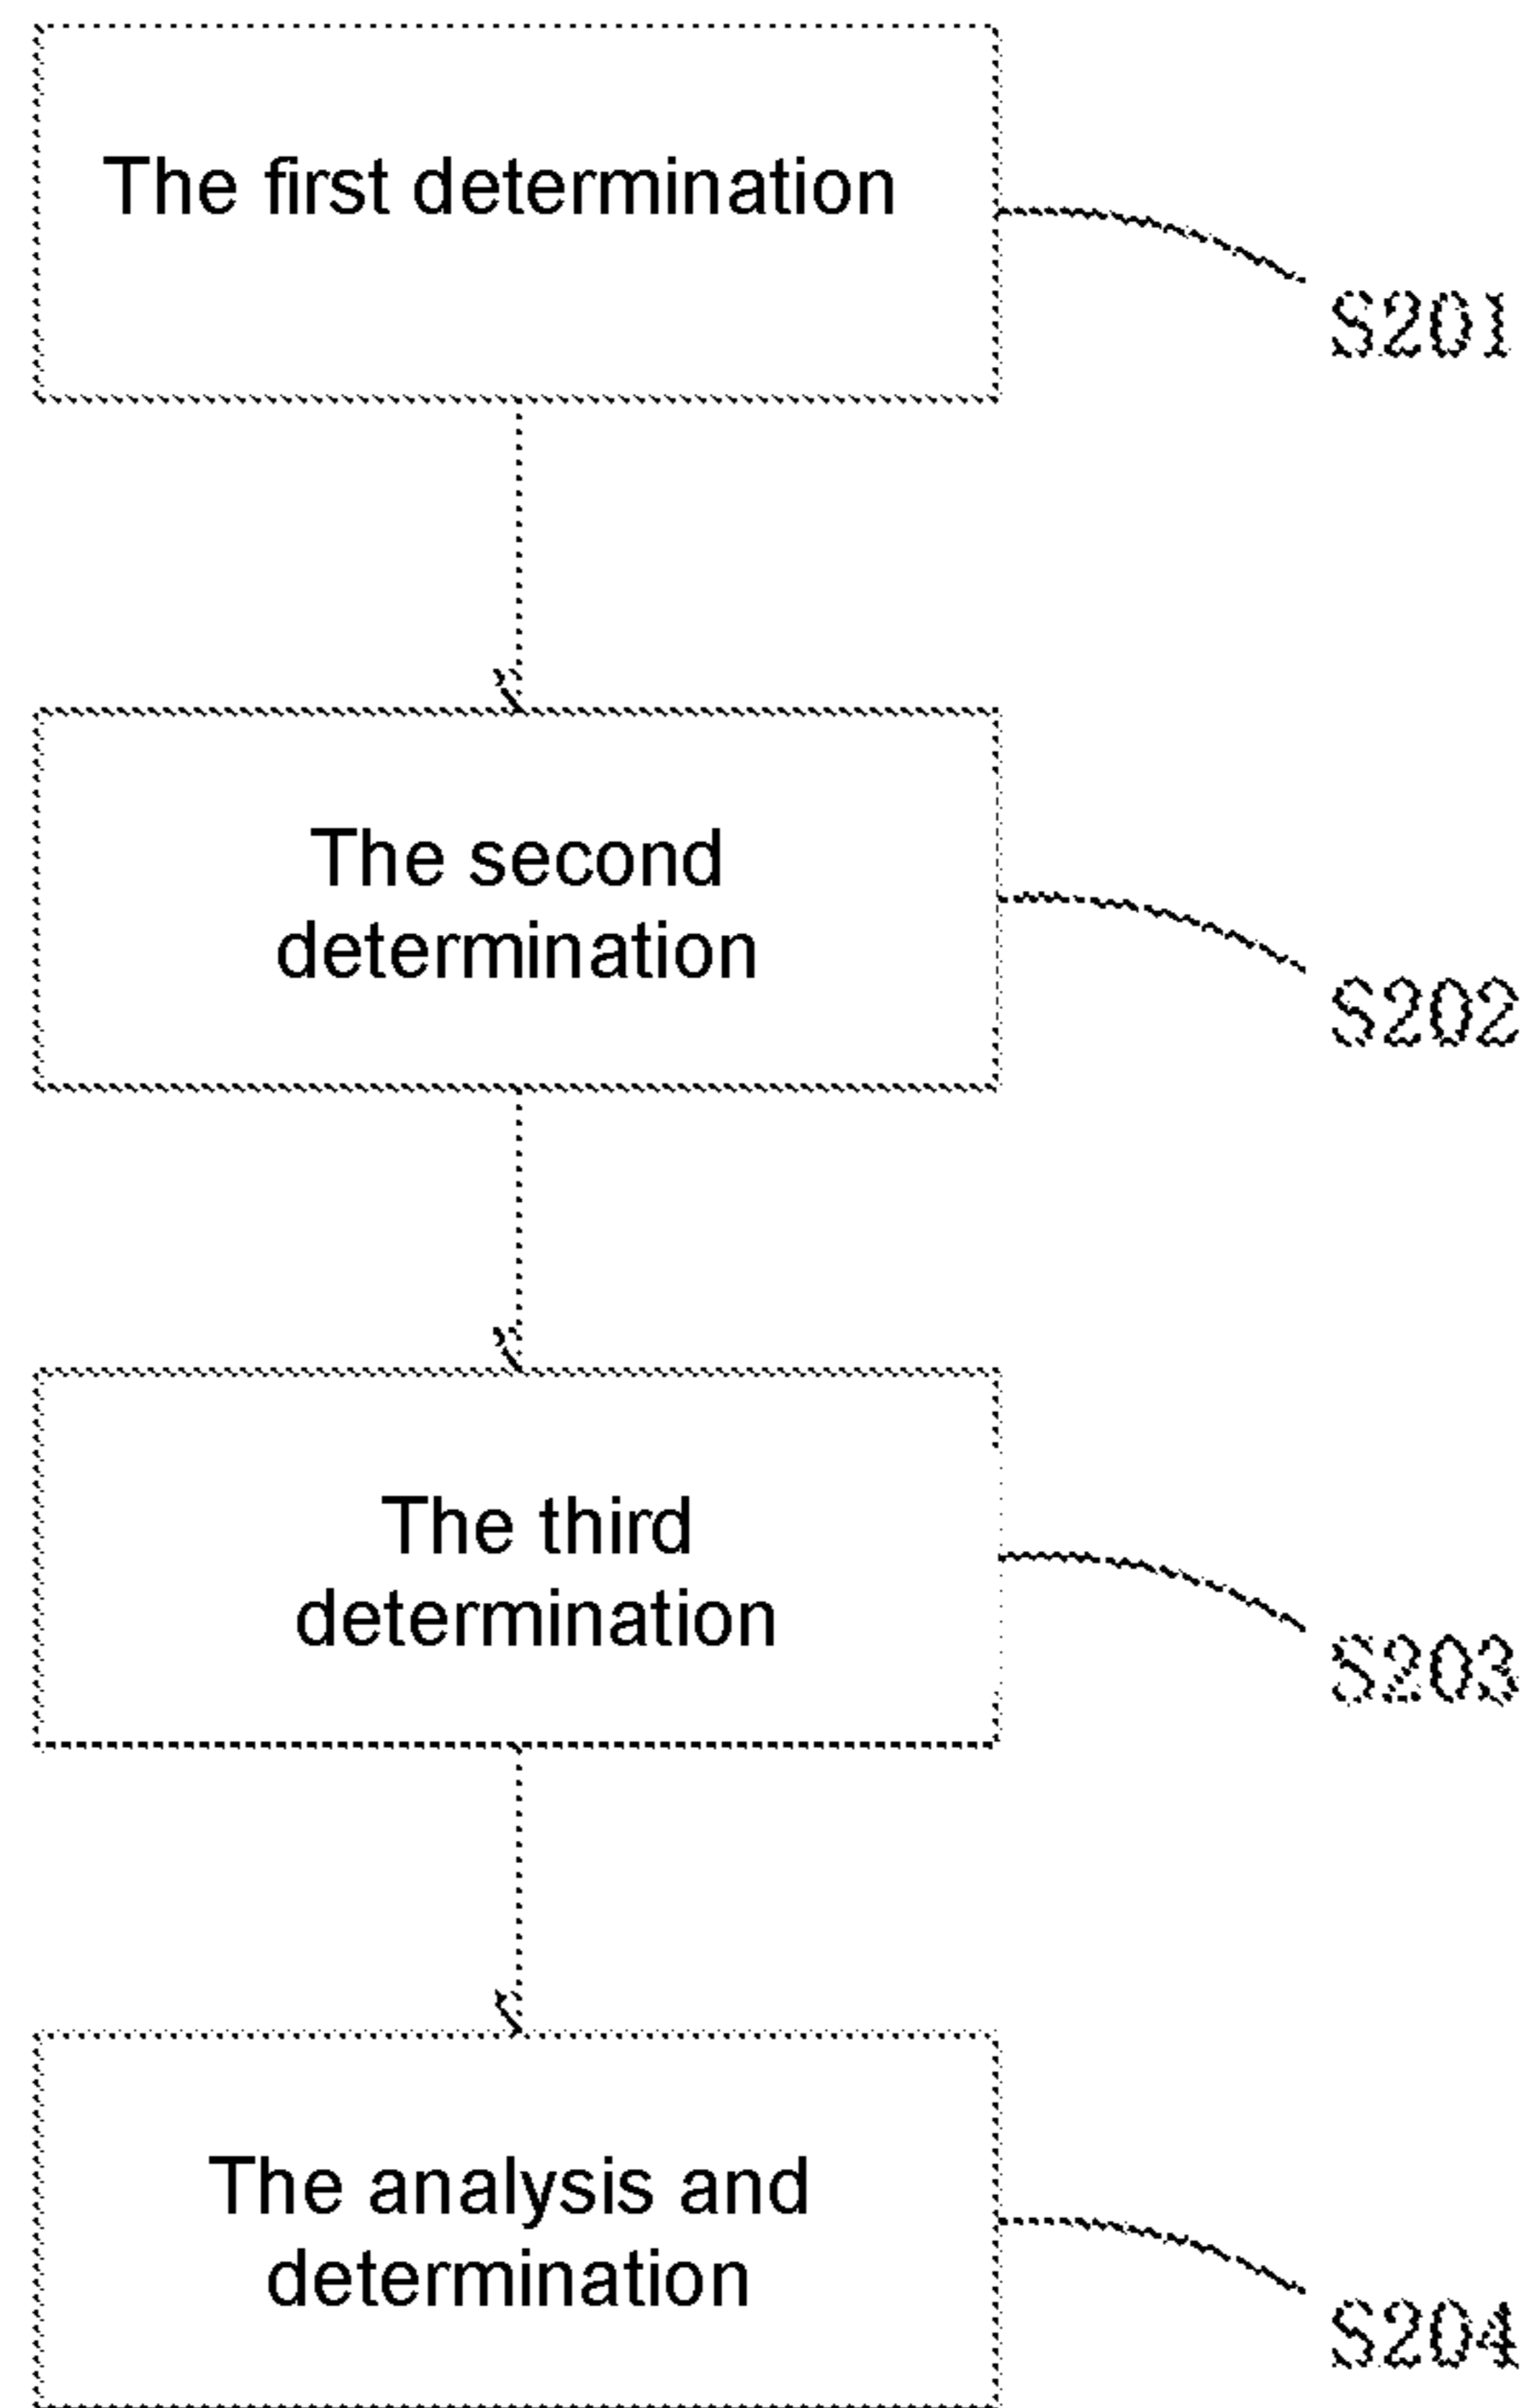 The first determination
S201
The second
determination
S202
The third
determination
S203
The analysis and
determination
S204